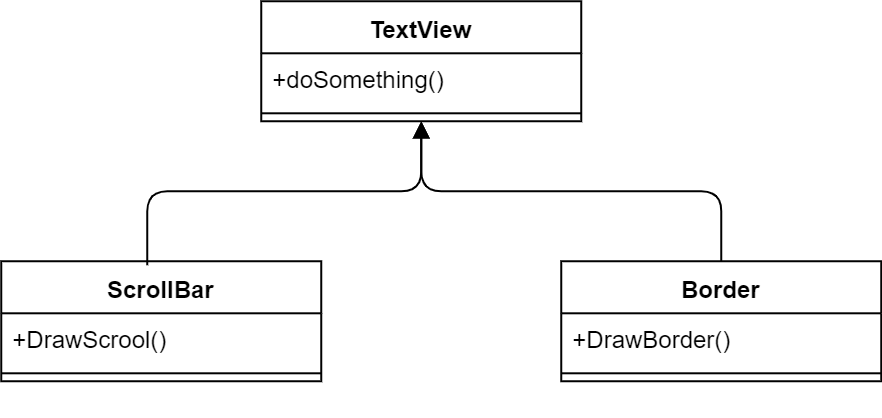 TextView
+doSomething()
ScrollBar
+DrawScrool()
Border
+DrawBorder()